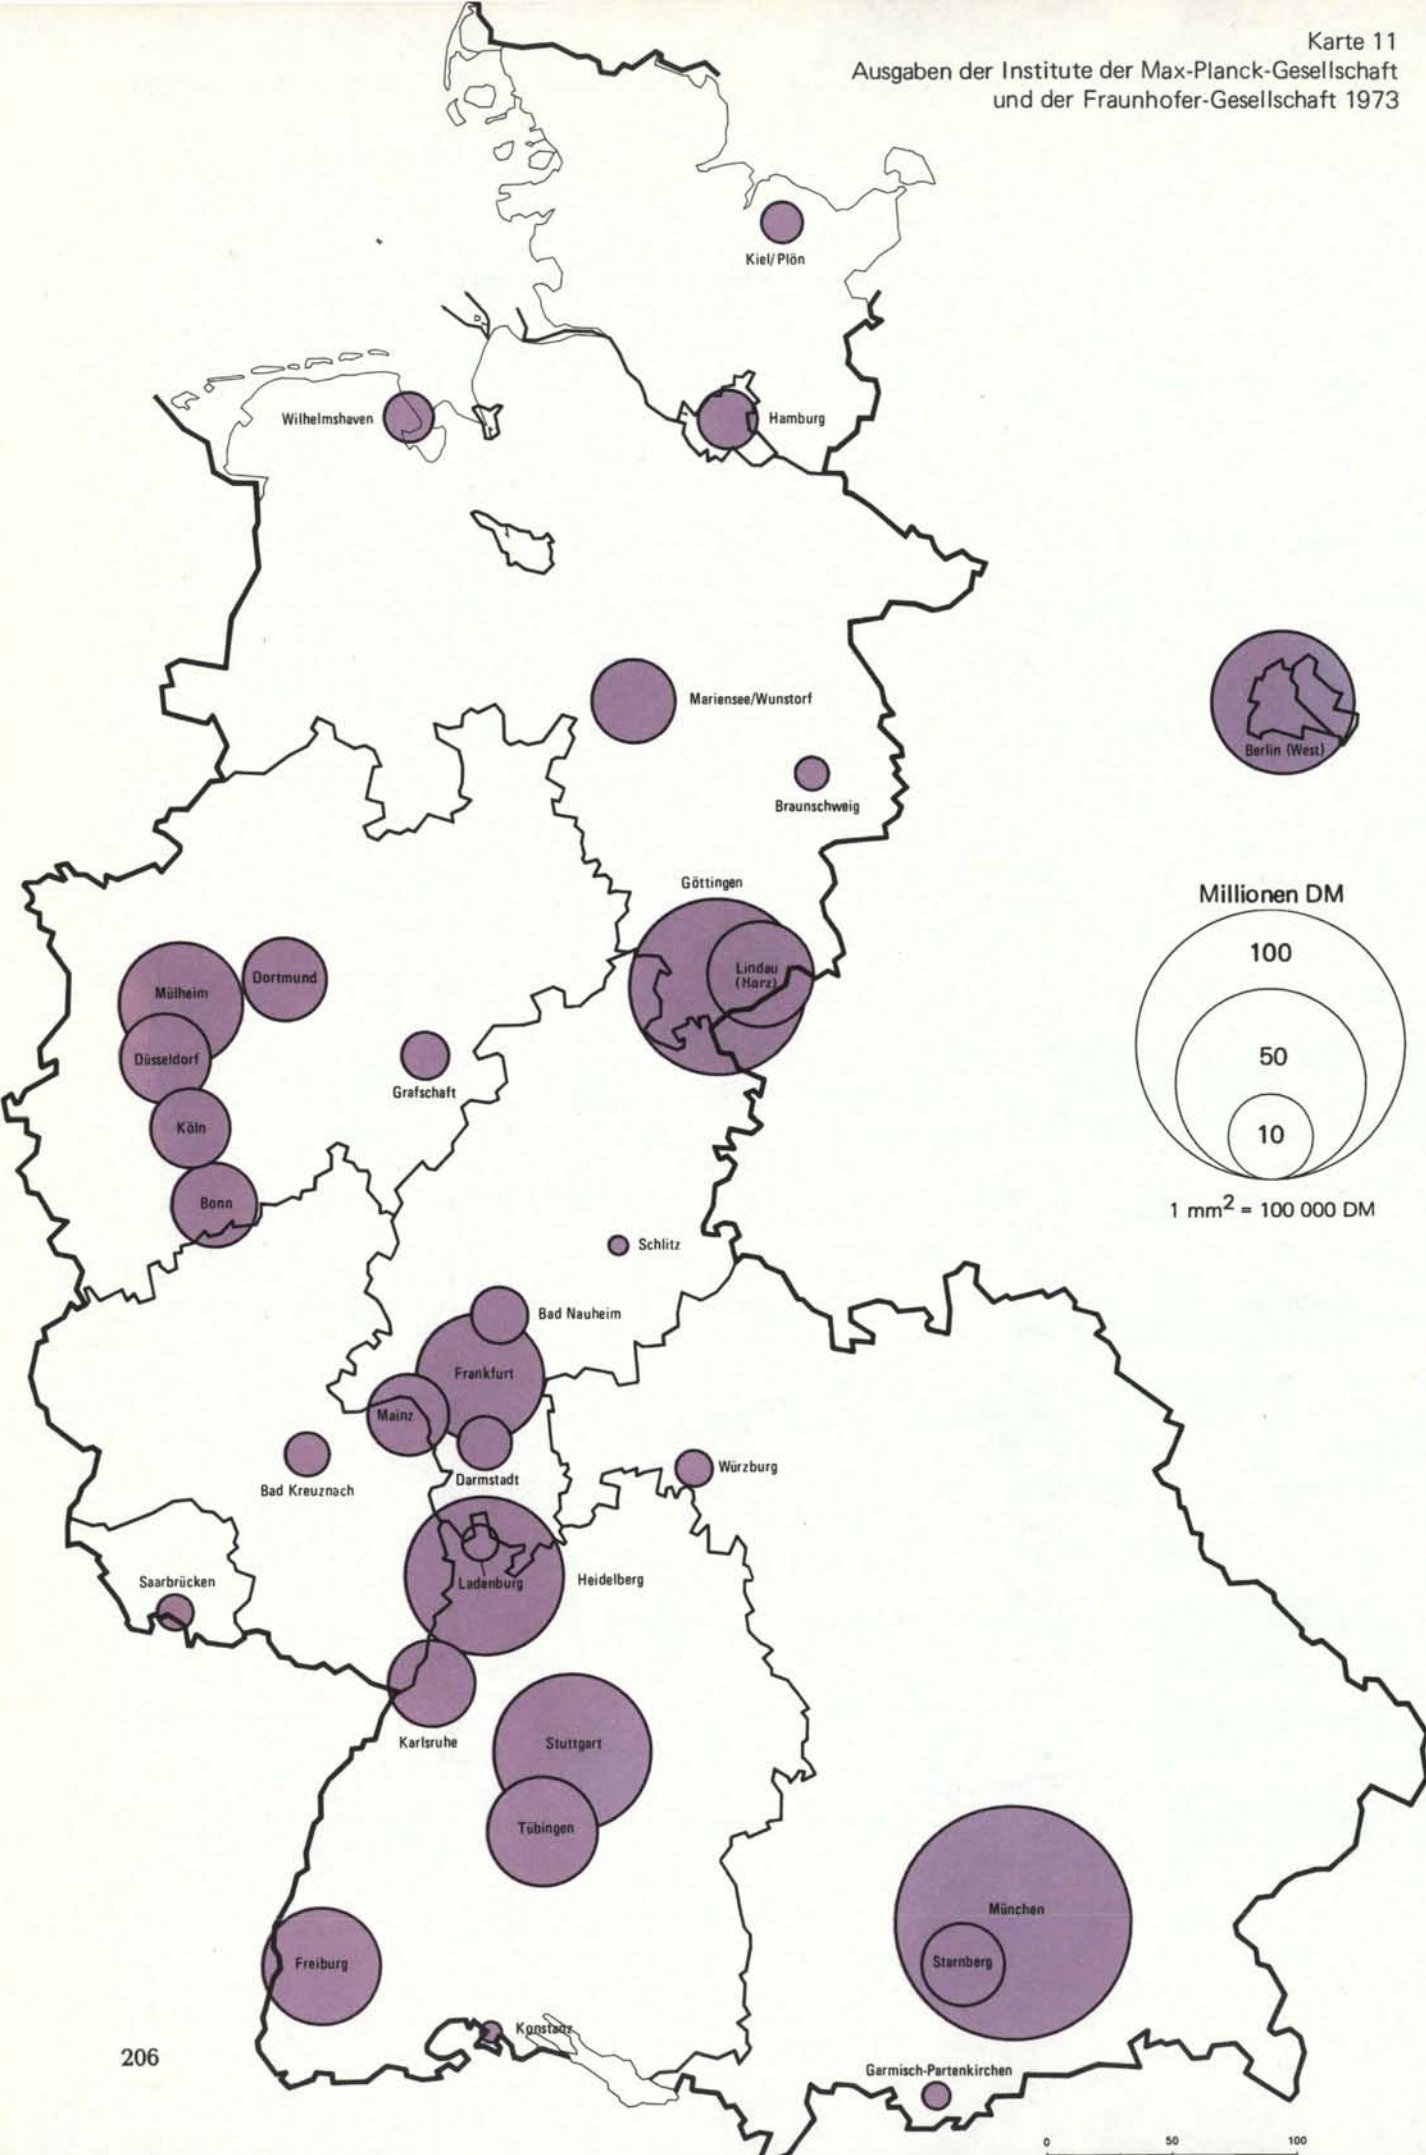 Karte 11
Ausgaben der Institute der Max-Planck-Gesellschaft
und der Fraunhofer-Gesellschaft 1973
Kiel/Plön
Wilhelmshaven
Hamburg
Mariensee/Wunstorf
Berlin (West)
Braunschweig
Göttingen
Lindau
(Harz)
Millionen DM
100
50
10
1 mm² = 100 000 DM
Mülheim
Dortmund
Düsseldorf
Grafschaft
Köln
Bonn
Schlitz
Bad Nauheim
Frankfurt
Mainz
Darmstadt
Bad Kreuznach
Würzburg
Saarbrücken
Ladenburg
Heidelberg
Karlsruhe
Stuttgart
Tübingen
München
Starnberg
Freiburg
Konstanz
206
Garmisch-Partenkirchen
0 50 100